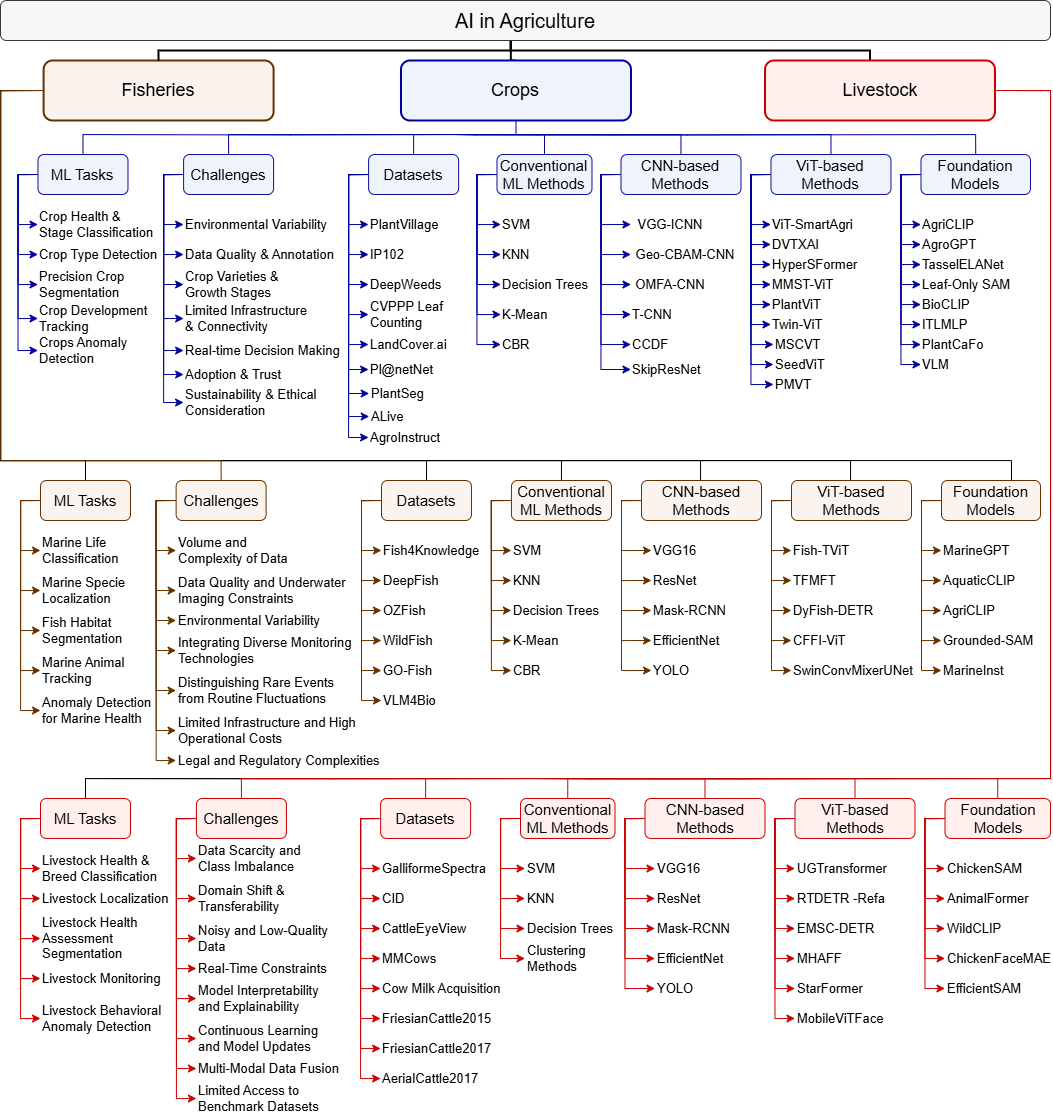 AI in Agriculture
Fisheries
Crops
Livestock
ML Tasks
Crop Health &
Stage Classification
Crop Type Detection
Precision Crop
Segmentation
Crop Development
Tracking
Crops Anomaly
Detection
Challenges
Environmental Variability
Data Quality & Annotation
Crop Varieties &
Growth Stages
Limited Infrastructure
& Connectivity
Real-time Decision Making
Adoption & Trust
Sustainability & Ethical
Consideration
Datasets
PlantVillage
IP102
DeepWeeds
CVPPP Leaf
Counting
LandCover.ai
Pl@netNet
PlantSeg
ALive
AgroInstruct
Conventional
ML Methods
SVM
KNN
Decision Trees
K-Mean
CBR
CNN-based
Methods
VGG-ICNN
Geo-CBAM-CNN
OMFA-CNN
T-CNN
CCDF
SkipResNet
ViT-based
Methods
ViT-SmartAgri
DVTXAI
HyperSFormer
MMST-ViT
PlantViT
Twin-ViT
MSCVT
SeedViT
PMVT
Foundation
Models
AgriCLIP
AgroGPT
TasselELANet
Leaf-Only SAM
BioCLIP
ITLMLP
PlantCaFo
VLM
ML Tasks
Marine Life
Classification
Marine Specie
Localization
Fish Habitat
Segmentation
Marine Animal
Tracking
Anomaly Detection
for Marine Health
Challenges
Volume and
Complexity of Data
Data Quality and Underwater
Imaging Constraints
Environmental Variability
Integrating Diverse Monitoring
Technologies
Distinguishing Rare Events
from Routine Fluctuations
Limited Infrastructure and High
Operational Costs
Legal and Regulatory Complexities
Datasets
Fish4Knowledge
DeepFish
OZFish
WildFish
GO-Fish
VLM4Bio
Conventional
ML Methods
SVM
KNN
Decision Trees
K-Mean
CBR
CNN-based
Methods
VGG16
ResNet
Mask-RCNN
EfficientNet
YOLO
ViT-based
Methods
Fish-TViT
TFMFT
DyFish-DETR
CFFI-ViT
SwinConvMixerUNet
Foundation
Models
MarineGPT
AquaticCLIP
AgriCLIP
Grounded-SAM
MarineInst
ML Tasks
Livestock Health &
Breed Classification
Livestock Localization
Livestock Health
Assessment
Segmentation
Livestock Monitoring
Livestock Behavioral
Anomaly Detection
Challenges
Data Scarcity and
Class Imbalance
Domain Shift &
Transferability
Noisy and Low-Quality
Data
Real-Time Constraints
Model Interpretability
and Explainability
Continuous Learning
and Model Updates
Multi-Modal Data Fusion
Limited Access to
Benchmark Datasets
Datasets
GalliformeSpectra
CID
CattleEyeView
MMCows
Cow Milk Acquisition
FriesianCattle2015
FriesianCattle2017
AerialCattle2017
Conventional
ML Methods
SVM
KNN
Decision Trees
Clustering
Methods
CNN-based
Methods
VGG16
ResNet
Mask-RCNN
EfficientNet
YOLO
ViT-based
Methods
UGTransformer
RTDETR -Refa
EMSC-DETR
MHAFF
StarFormer
MobileViTFace
Foundation
Models
ChickenSAM
AnimalFormer
WildCLIP
ChickenFaceMAE
EfficientSAM